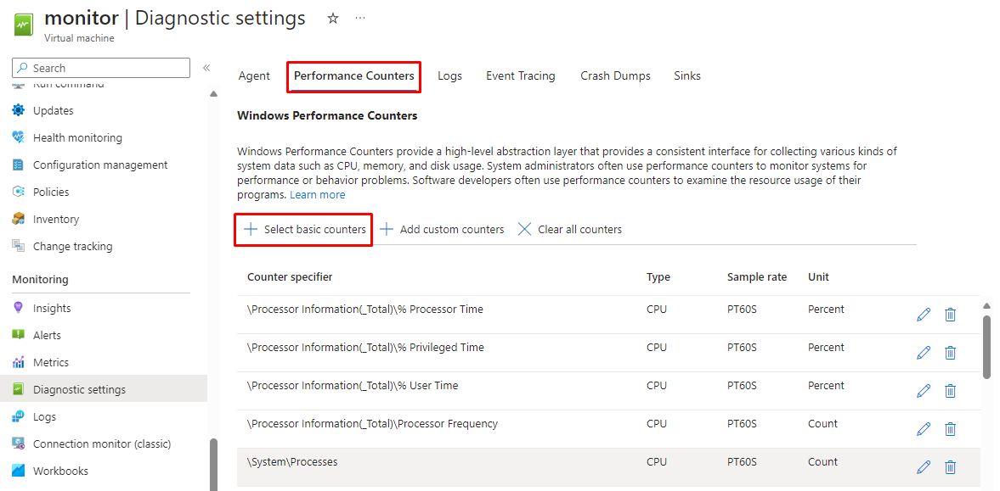 monitor | Diagnostic settings
Virtual machine
Search
Run command
Updates
Health monitoring
Configuration management
Policies
Inventory
Change tracking
Monitoring
Insights
Alerts
Metrics
Diagnostic settings
Logs
Connection monitor (classic)
Workbooks
Agent Performance Counters Logs Event Tracing Crash Dumps Sinks
Windows Performance Counters
Windows Performance Counters provide a high-level abstraction layer that provides a consistent interface for collecting various kinds of
system data such as CPU, memory, and disk usage. System administrators often use performance counters to monitor systems for
performance or behavior problems. Software developers often use performance counters to examine the resource usage of their
programs. Learn more
Select basic counters Add custom counters Clear all counters
Counter specifier Type Sample rate Unit
\Processor Information(_Total)\% Processor Time CPU PT60S Percent
\Processor Information(_Total)\% Privileged Time CPU PT60S Percent
\Processor Information(_Total)\% User Time CPU PT60S Percent
\Processor Information(_Total)\Processor Frequency CPU PT60S Count
\System\Processes CPU PT60S Count